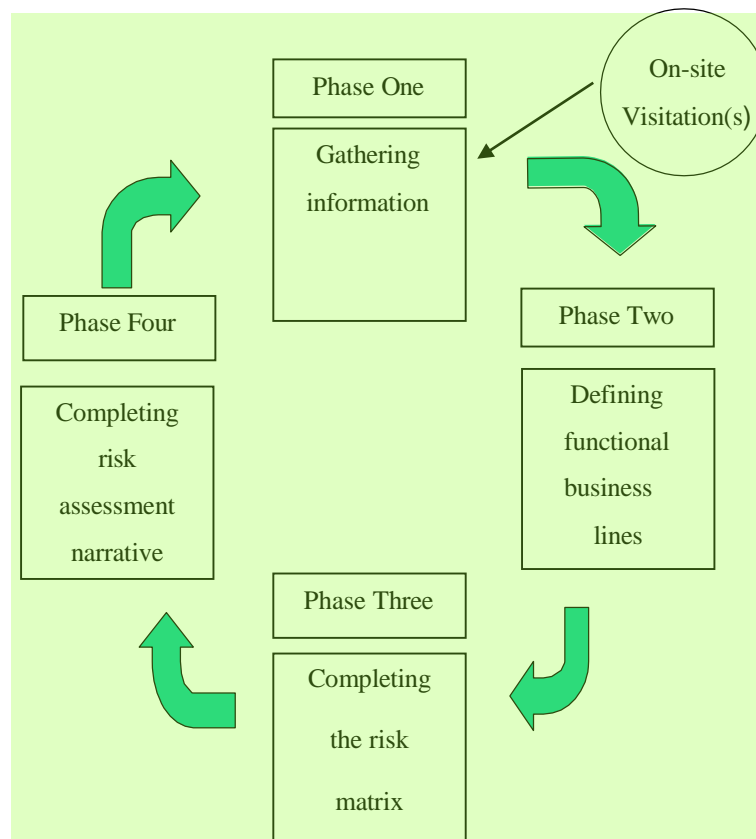 On-site
Visitation(s)
Phase One
Gathering
information
Phase Two
Defining
functional
business
lines
Phase Three
Completing
the risk
matrix
Phase Four
Completing
risk
assessment
narrative